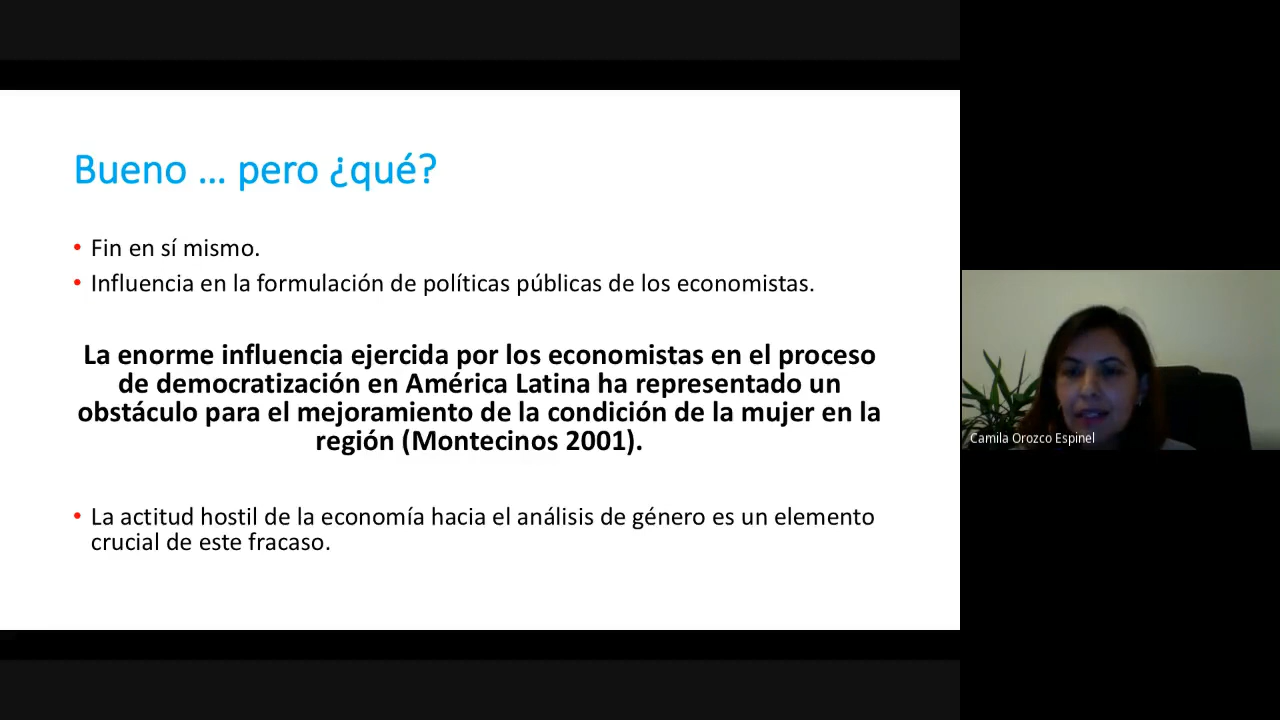 Bueno ... pero ¿qué?
• Fin en sí mismo.
• Influencia en la formulación de políticas públicas de los economistas.
La enorme influencia ejercida por los economistas en el proceso
de democratización en América Latina ha representado un
obstáculo para el mejoramiento de la condición de la mujer en la
región (Montecinos 2001).
• La actitud hostil de la economía hacia el análisis de género es un elemento
crucial de este fracaso.
Camila Orozco Espinel